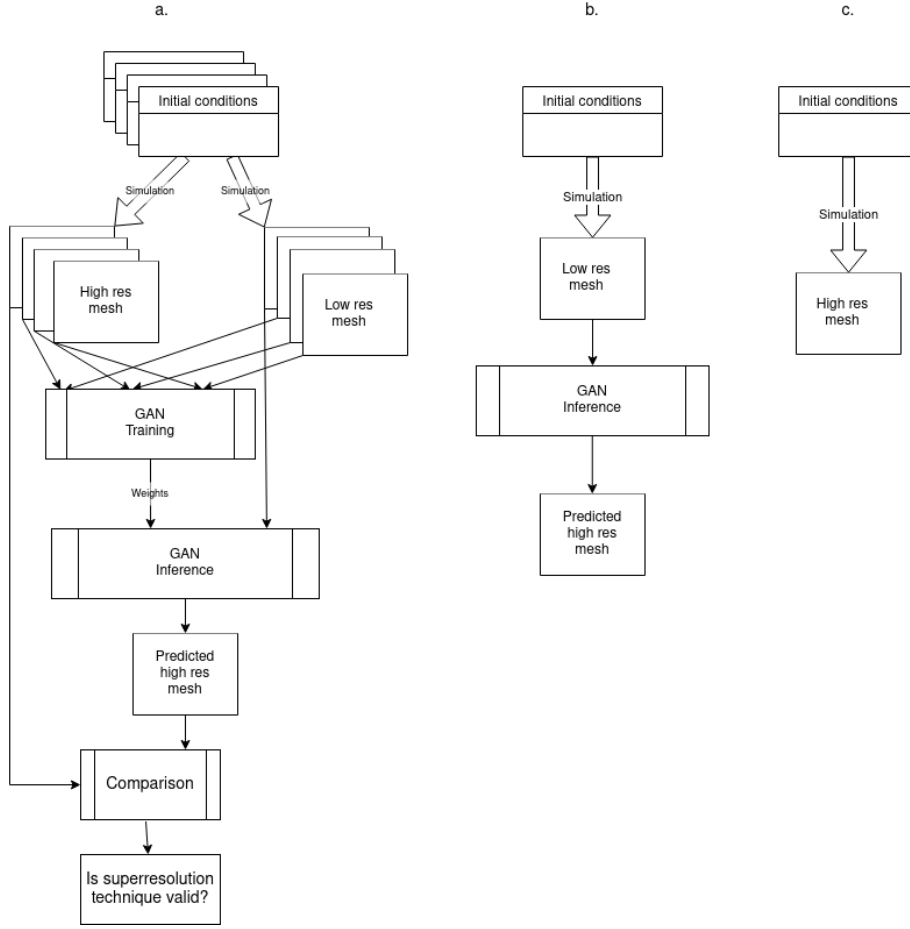 a.
Initial conditions
Simulation
Simulation
High res
mesh
Low res
mesh
GAN
Training
Weights
GAN
Inference
Predicted
high res
mesh
Comparison
Is superresolution
technique valid?
b.
Initial conditions
Simulation
Low res
mesh
GAN
Inference
Predicted
high res
mesh
c.
Initial conditions
Simulation
High res
mesh